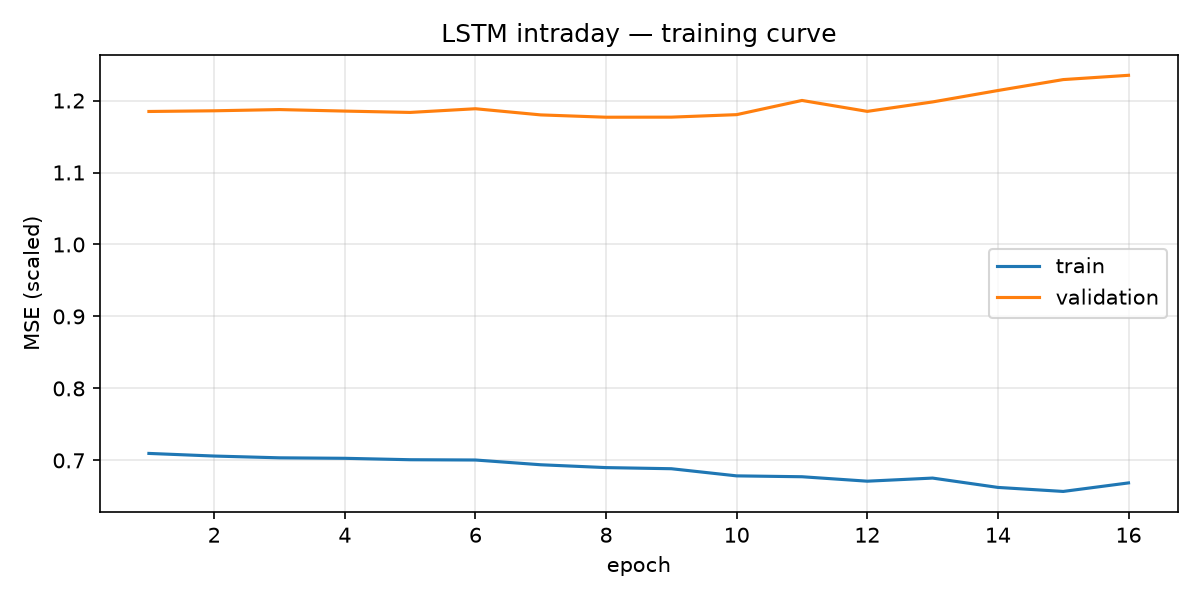 LSTM intraday — training curve
MSE (scaled)
1.2
1.1
1.0
0.9
0.8
0.7
train
validation
2 4 6 8 10 12 14 16
epoch